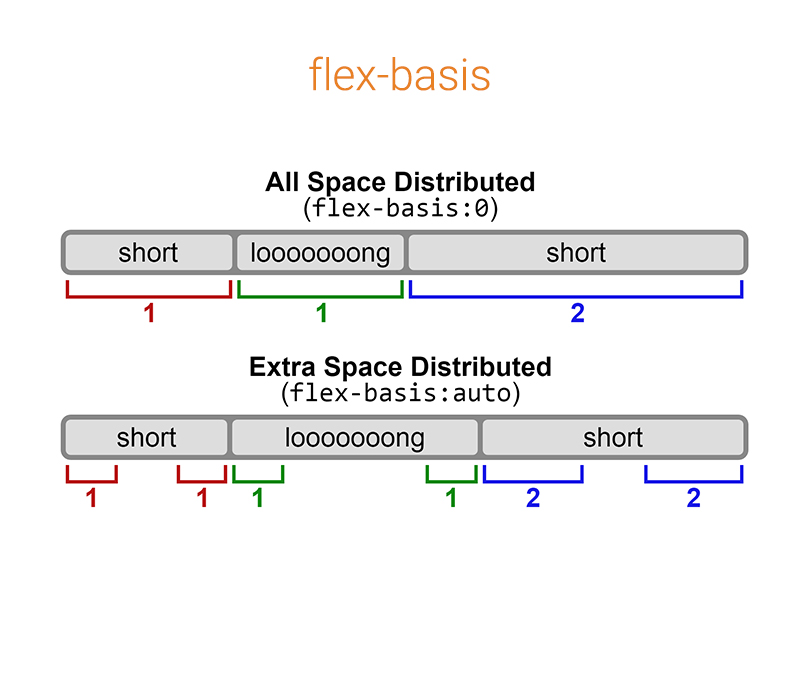 flex-basis
All Space Distributed
(flex-basis:0)
short looooooong short
1 1 2
Extra Space Distributed
(flex-basis:auto)
short looooooong short
1 1 1 1 2 2